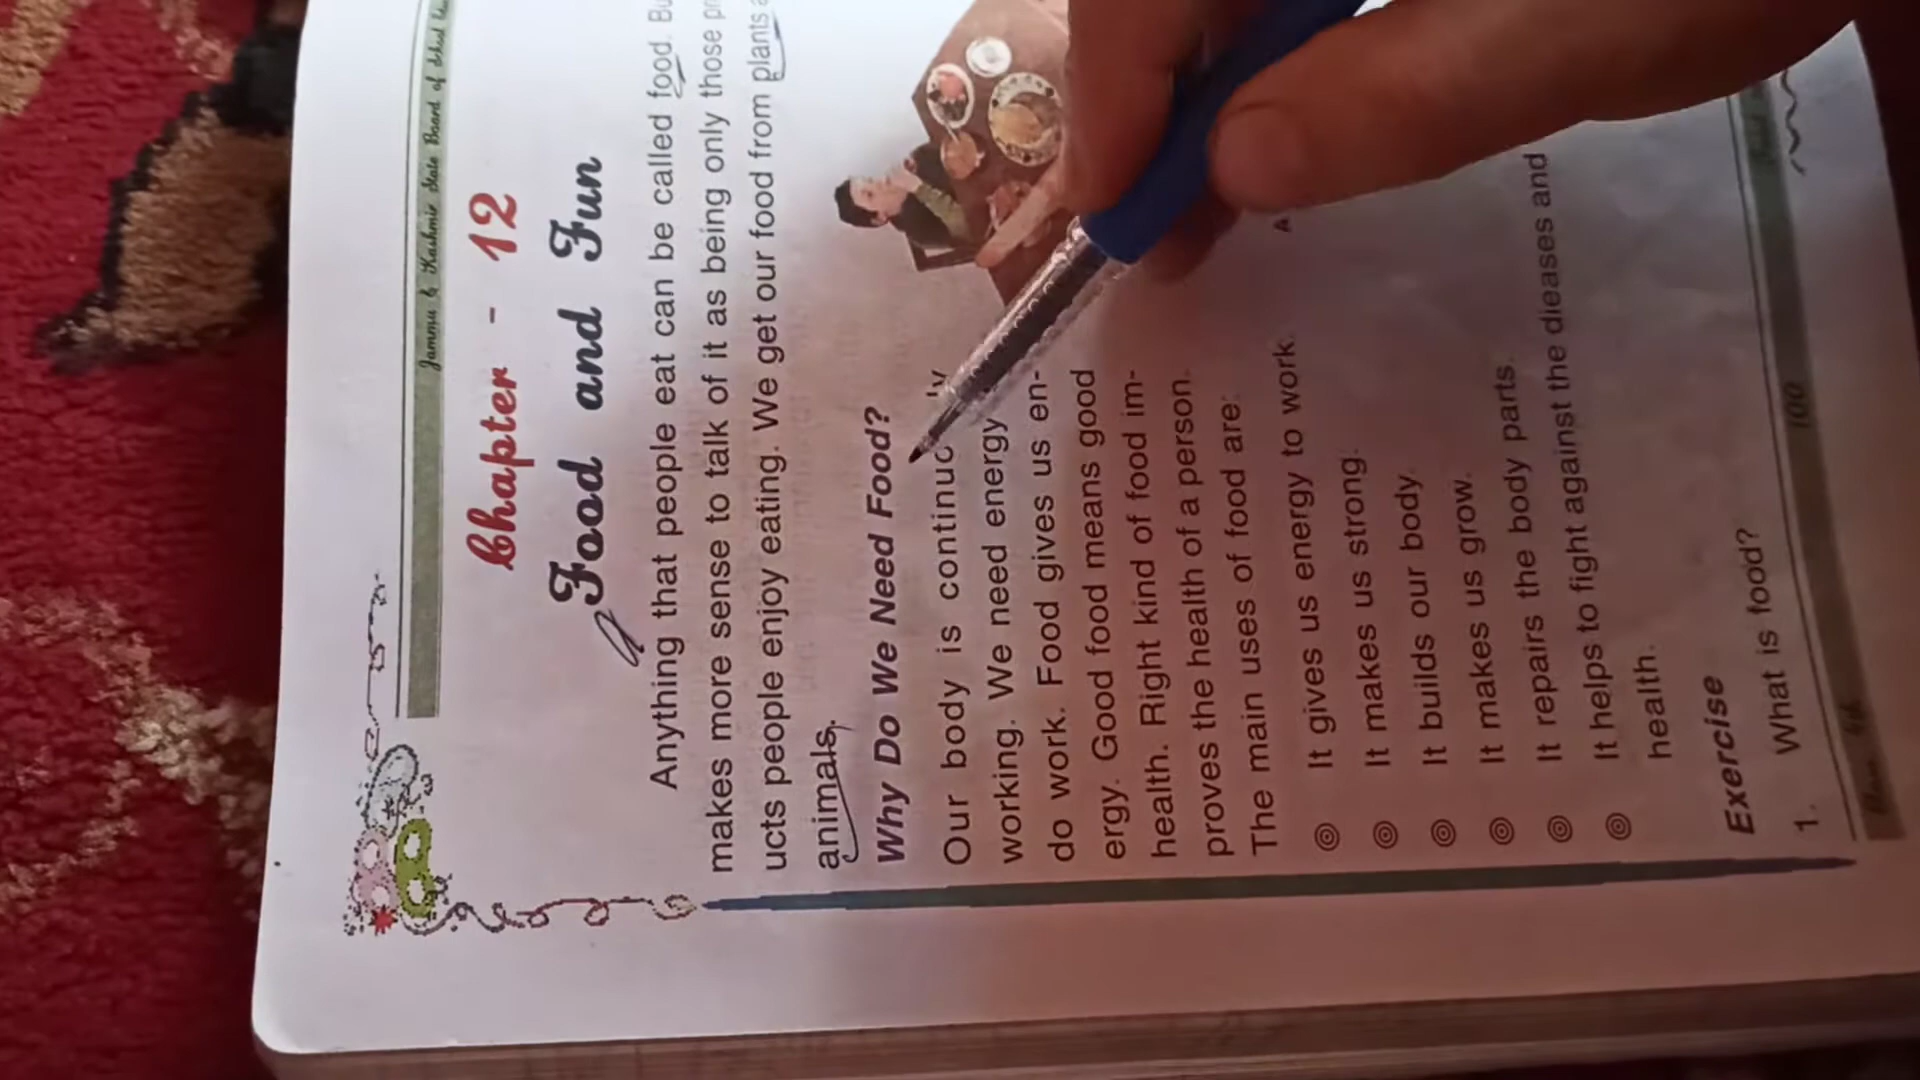 Jammu & Kashmir State Board of School
Chapter - 12
Food and Fun
Anything that people eat can be called food.
makes more sense to talk of it as being only those
ucts people enjoy eating. We get our food from plants
animals.
Why Do We Need Food?
Our body is
working. We need energy
do work. Food gives us en-
ergy. Good food means good
health. Right kind of food im-
proves the health of a person.
The main uses of food are:
It gives us energy to work.
It makes us strong.
It builds our body.
It makes us grow.
It repairs the body parts.
It helps to fight against the dieases and
health.
Exercise
1. What is food?
100